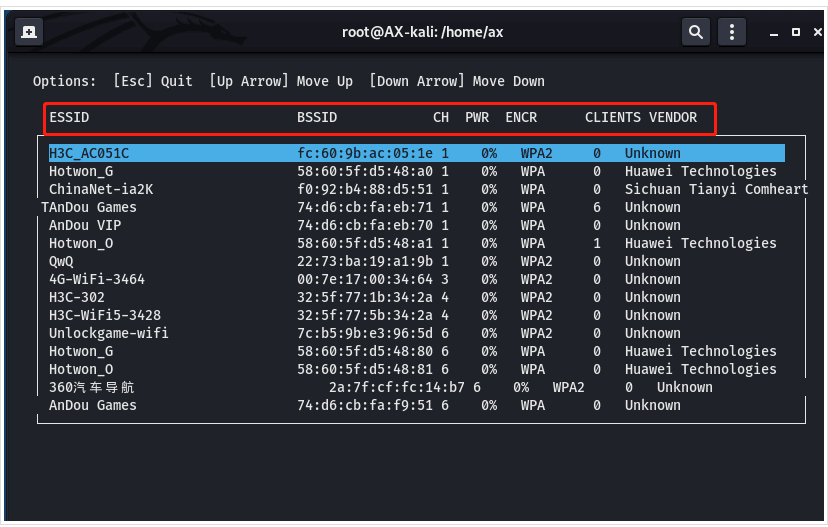 root@AX-kali: /home/ax
Options: [Esc] Quit [Up Arrow] Move Up [Down Arrow] Move Down
ESSID BSSID CH PWR ENCR CLIENTS VENDOR
H3C_AC051C fc:60:9b:ac:05:1e 1 0% WPA2 0 Unknown
Hotwon_G 58:60:5f:d5:48:a0 1 0% WPA 0 Huawei Technologies
ChinaNet-ia2K f0:92:b4:88:d5:51 1 0% WPA 0 Sichuan Tianyi Comheart
TAnDou Games 74:d6:cb:fa:eb:71 1 0% WPA 6 Unknown
AnDou VIP 74:d6:cb:fa:eb:70 1 0% WPA 0 Unknown
Hotwon_O 58:60:5f:d5:48:a1 1 0% WPA 1 Huawei Technologies
QwQ 22:73:ba:19:a1:9b 1 0% WPA2 0 Unknown
4G-WiFi-3464 00:7e:17:00:34:64 3 0% WPA2 0 Unknown
H3C-302 32:5f:77:1b:34:2a 4 0% WPA2 0 Unknown
H3C-WiFi5-3428 32:5f:77:5b:34:2a 4 0% WPA2 0 Unknown
Unlockgame-wifi 7c:b5:9b:e3:96:5d 6 0% WPA2 0 Unknown
Hotwon_G 58:60:5f:d5:48:80 6 0% WPA 0 Huawei Technologies
Hotwon_O 58:60:5f:d5:48:81 6 0% WPA 0 Huawei Technologies
360汽车导航 2a:7f:cf:fc:14:b7 6 0% WPA2 0 Unknown
AnDou Games 74:d6:cb:fa:f9:51 6 0% WPA 0 Unknown